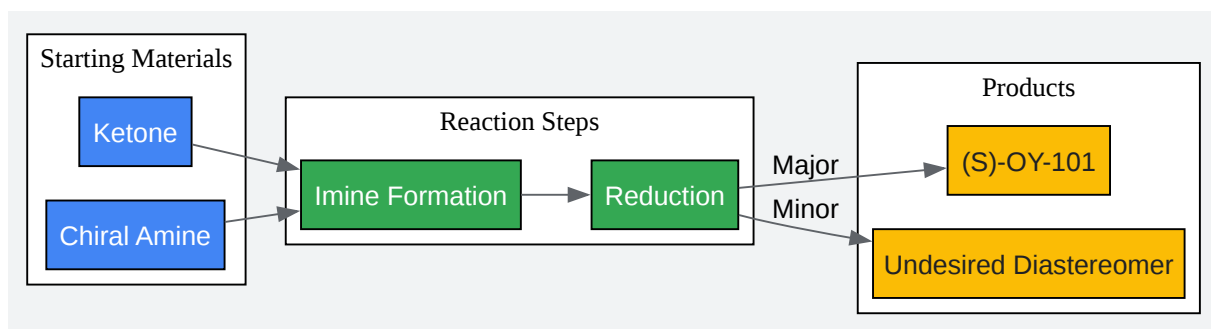 Starting Materials
Ketone
Chiral Amine
Reaction Steps
Imine Formation
Reduction
Major
Minor
Products
(S)-OY-101
Undesired Diastereomer